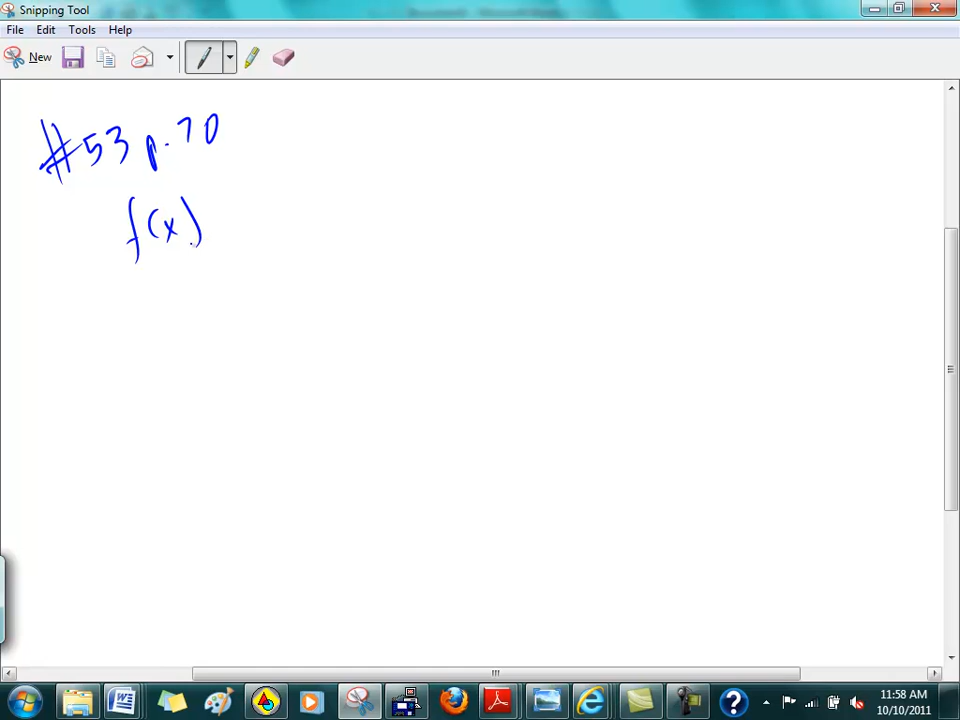 Snipping Tool
File Edit Tools Help
New
#53 p.70
f(x)
11:58 AM
10/10/2011